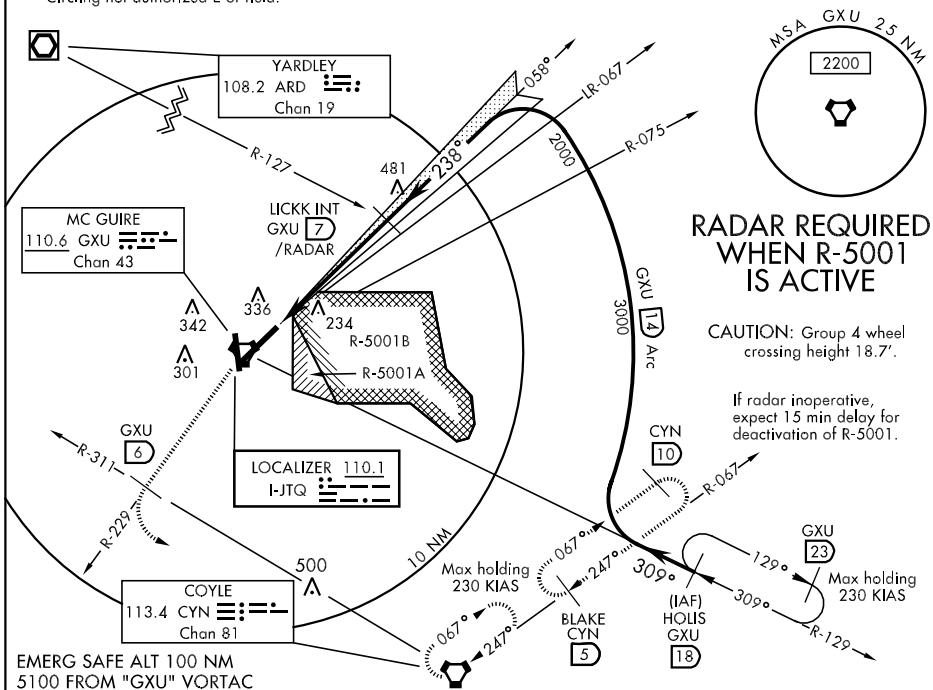 YARDLEY
108.2 ARD
Chan 19
MSA GXU 25 NM
2200
058°
LR-067
R-075
R-127
238°
2000
481
LICKK INT
GXU 7
/RADAR
MC GUIRE
110.6 GXU
Chan 43
RADAR REQUIRED
WHEN R-5001
IS ACTIVE
GXU 14 Arc
3000
336
342
234
301
R-5001B
R-5001A
CAUTION: Group 4 wheel
crossing height 18.7'.
If radar inoperative,
expect 15 min delay for
deactivation of R-5001.
GXU
6
R-311
R-229
LOCALIZER 110.1
I-JTQ
CYN
10
R-067
10 NM
067°
247°
309°
129°
309°
GXU
23
Max holding
230 KIAS
R-129
500
Max holding
230 KIAS
COYLE
113.4 CYN
Chan 81
067°
247°
BLAKE
CYN
5
(IAF)
HOLIS
GXU
18
EMERG SAFE ALT 100 NM
5100 FROM "GXU" VORTAC